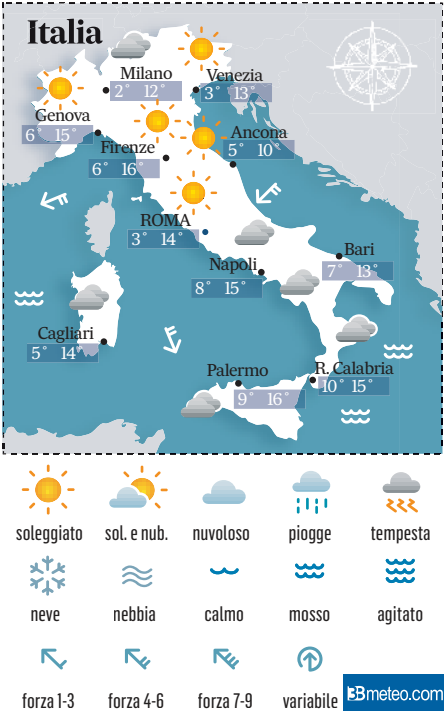 Italia
Milano
2° 12°
Venezia
3° 13°
Genova
6° 15°
Firenze
6° 16°
Ancona
5° 10°
ROMA
3° 14°
Napoli
8° 15°
Bari
7° 13°
Cagliari
5° 14°
Palermo
9° 16°
R. Calabria
10° 15°
soleggiato sol. e nub. nuvoloso piogge tempesta
neve nebbia calmo mosso agitato
forza 1-3 forza 4-6 forza 7-9 variabile
3Bmeteo.com